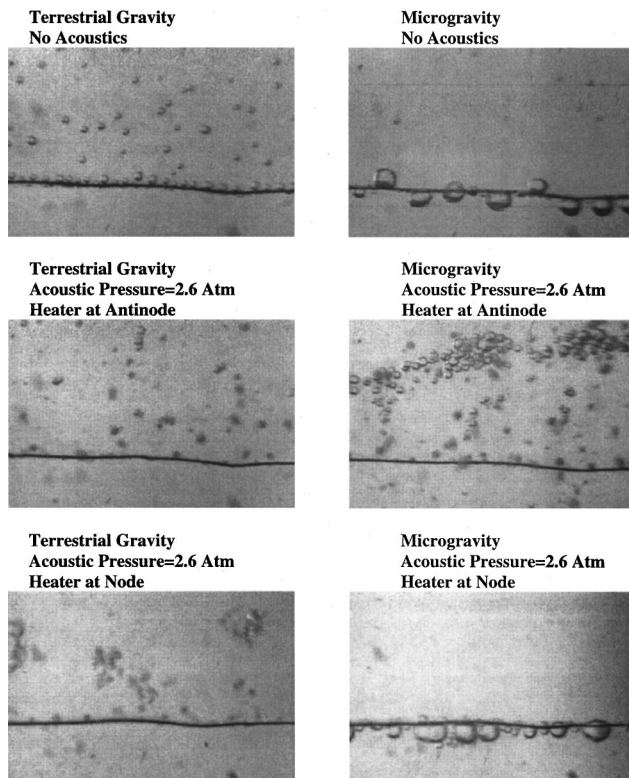 Terrestrial Gravity
No Acoustics
Microgravity
No Acoustics
Terrestrial Gravity
Acoustic Pressure=2.6 Atm
Heater at Antinode
Microgravity
Acoustic Pressure=2.6 Atm
Heater at Antinode
Terrestrial Gravity
Acoustic Pressure=2.6 Atm
Heater at Node
Microgravity
Acoustic Pressure=2.6 Atm
Heater at Node